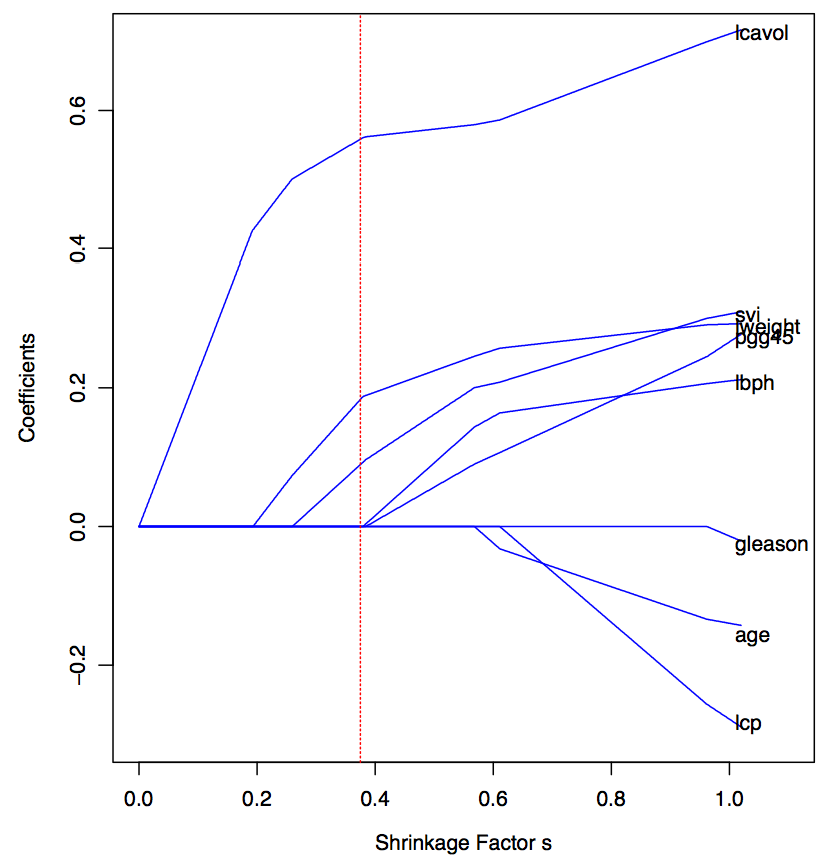 lcavol
0.6
0.4
svi
lweight
pgg45
lbph
0.2
Coefficients
0.0
gleason
age
−0.2
lcp
0.0 0.2 0.4 0.6 0.8 1.0
Shrinkage Factor s